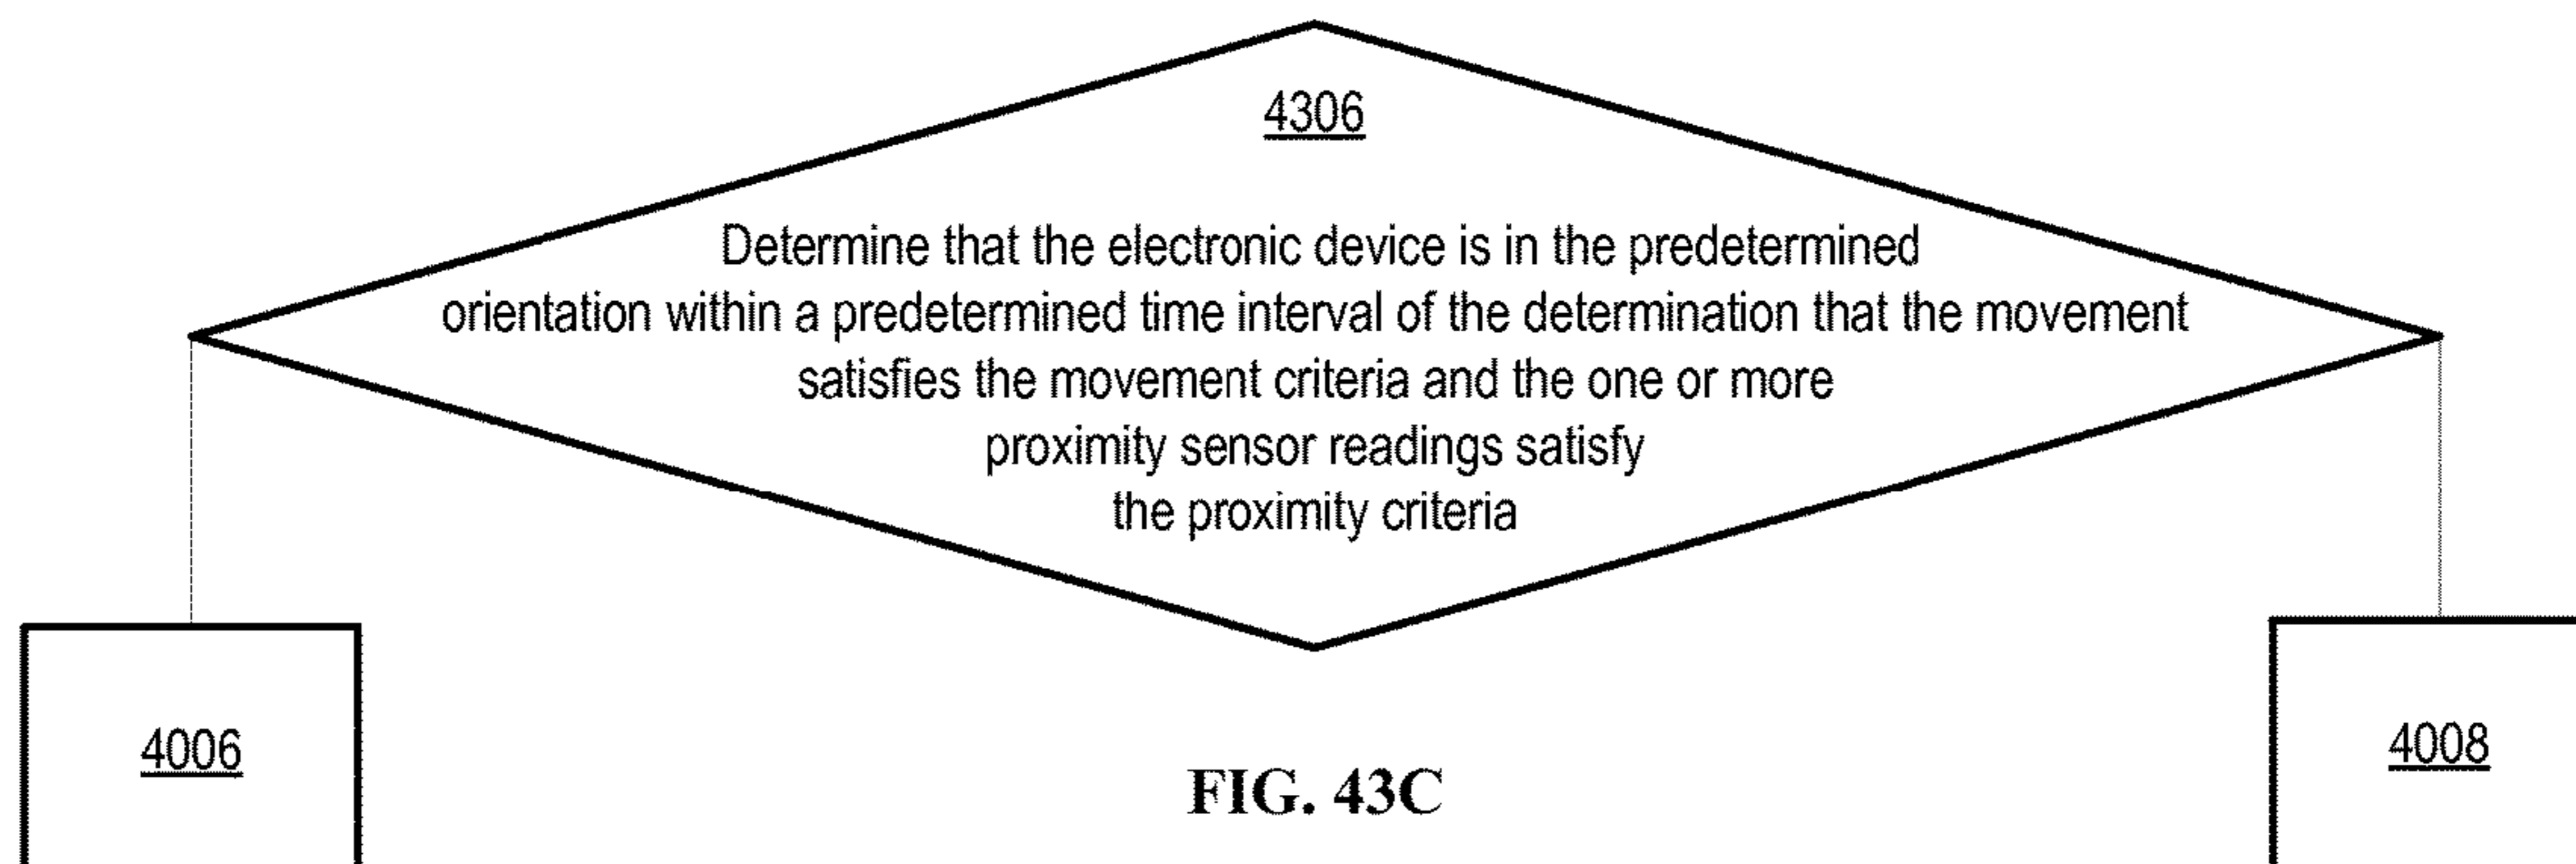 4306
Determine that the electronic device is in the predetermined
orientation within a predetermined time interval of the determination that the movement
satisfies the movement criteria and the one or more
proximity sensor readings satisfy
the proximity criteria
4006
4008
FIG. 43C